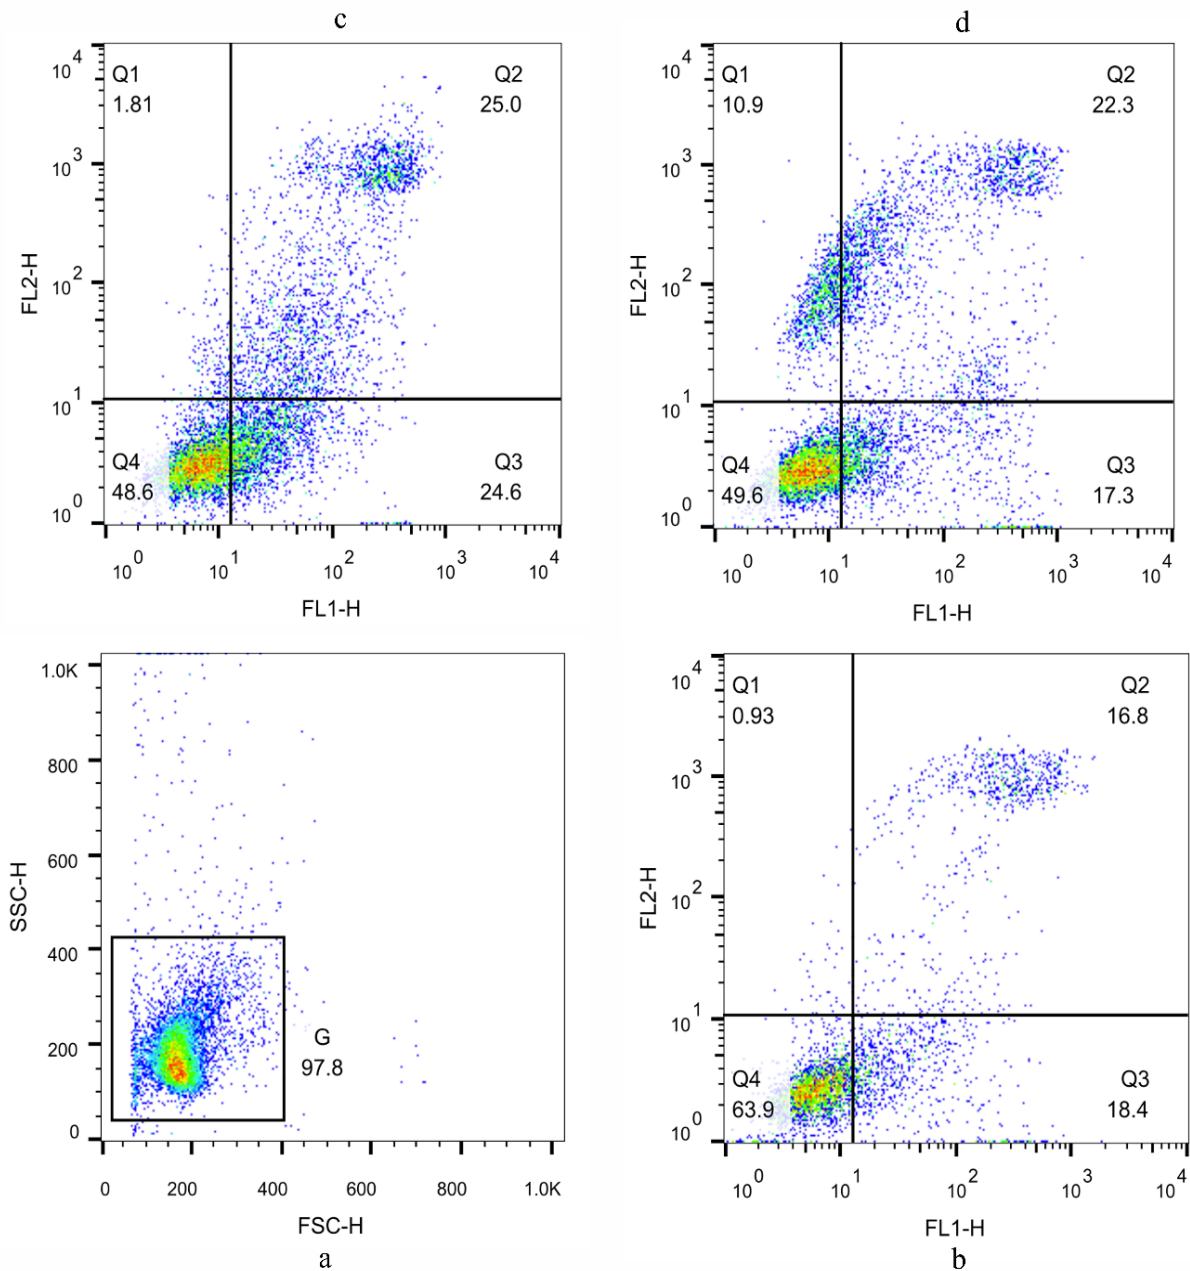 c
10^4
10^3
10^2
10^1
10^0
FL2-H
Q1
1.81
Q2
25.0
Q4
48.6
Q3
24.6
10^0 10^1 10^2 10^3 10^4
FL1-H
d
10^4
10^3
10^2
10^1
10^0
FL2-H
Q1
10.9
Q2
22.3
Q4
49.6
Q3
17.3
10^0 10^1 10^2 10^3 10^4
FL1-H
1.0K
800
600
400
200
0
SSC-H
G
97.8
0 200 400 600 800 1.0K
FSC-H
a
10^4
10^3
10^2
10^1
10^0
FL2-H
Q1
0.93
Q2
16.8
Q4
63.9
Q3
18.4
10^0 10^1 10^2 10^3 10^4
FL1-H
b